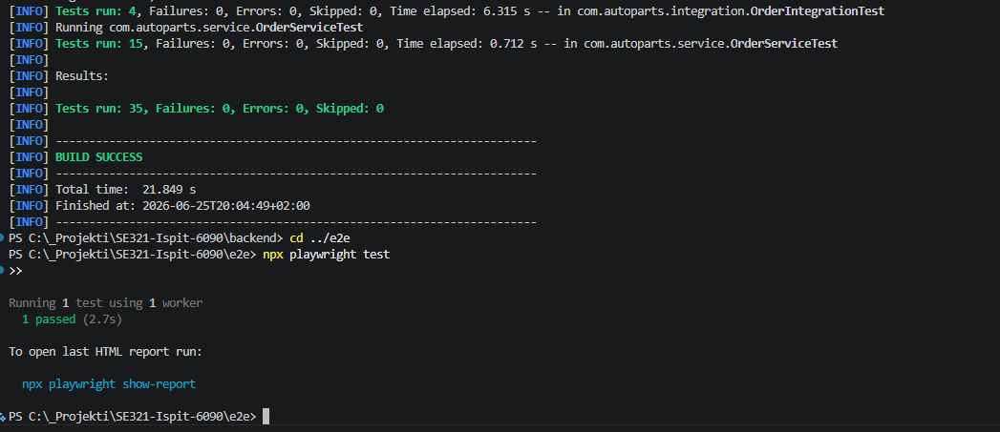 [INFO] Tests run: 4, Failures: 0, Errors: 0, Skipped: 0, Time elapsed: 6.315 s -- in com.autoparts.integration.OrderIntegrationTest
[INFO] Running com.autoparts.service.OrderServiceTest
[INFO] Tests run: 15, Failures: 0, Errors: 0, Skipped: 0, Time elapsed: 0.712 s -- in com.autoparts.service.OrderServiceTest
[INFO]
[INFO] Results:
[INFO]
[INFO] Tests run: 35, Failures: 0, Errors: 0, Skipped: 0
[INFO]
[INFO] ------------------------------------------------------------------------
[INFO] BUILD SUCCESS
[INFO] ------------------------------------------------------------------------
[INFO] Total time:  21.849 s
[INFO] Finished at: 2026-06-25T20:04:49+02:00
[INFO] ------------------------------------------------------------------------
PS C:\_Projekti\SE321-Ispit-6090\backend> cd ../e2e
PS C:\_Projekti\SE321-Ispit-6090\e2e> npx playwright test
>>
Running 1 test using 1 worker
1 passed (2.7s)
To open last HTML report run:
npx playwright show-report
PS C:\_Projekti\SE321-Ispit-6090\e2e>